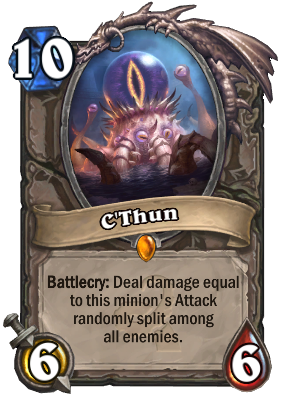 10
C'Thun
Battlecry: Deal damage equal
to this minion's Attack
randomly split among
all enemies.
6
6